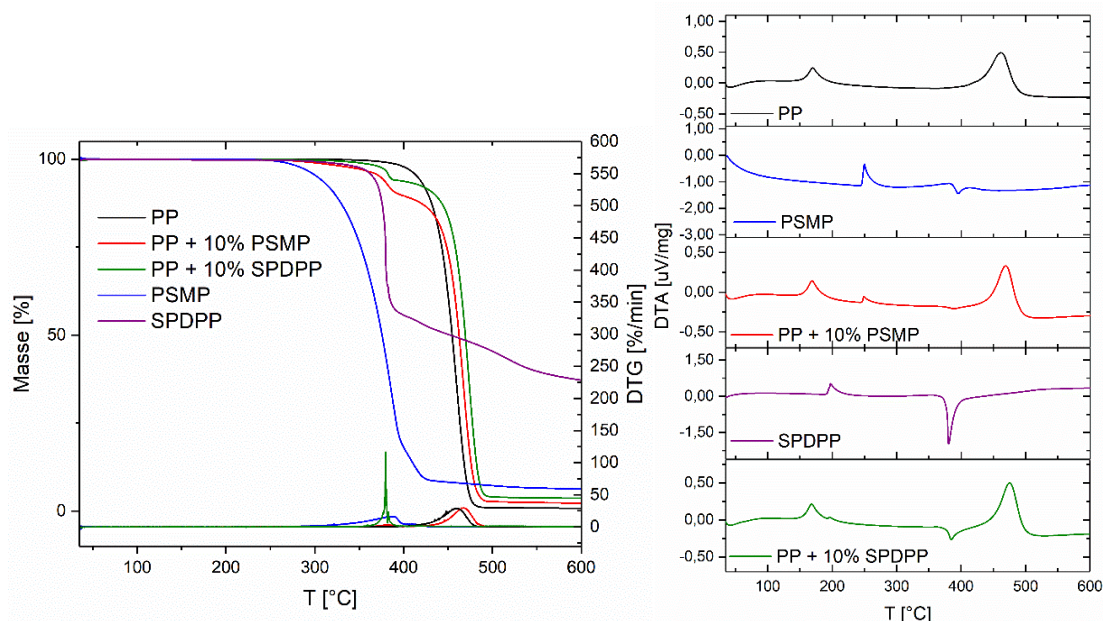 Masse [%]
100
50
0
PP
PP + 10% PSMP
PP + 10% SPDPP
PSMP
SPDPP
600
550
500
450
400
350
300
250
200
150
100
50
0
DTG [%/min]
100 200 300 400 500 600
T [°C]
DTA [uV/mg]
0,50
0,00
-0,50
PP
1,00
0,00
-1,00
-2,00
PSMP
-3,00
0,50
-0,50
PP + 10% PSMP
1,50
0,00
-1,50
SPDPP
0,50
0,00
-0,50
PP + 10% SPDPP
100 200 300 400 500 600
T [°C]